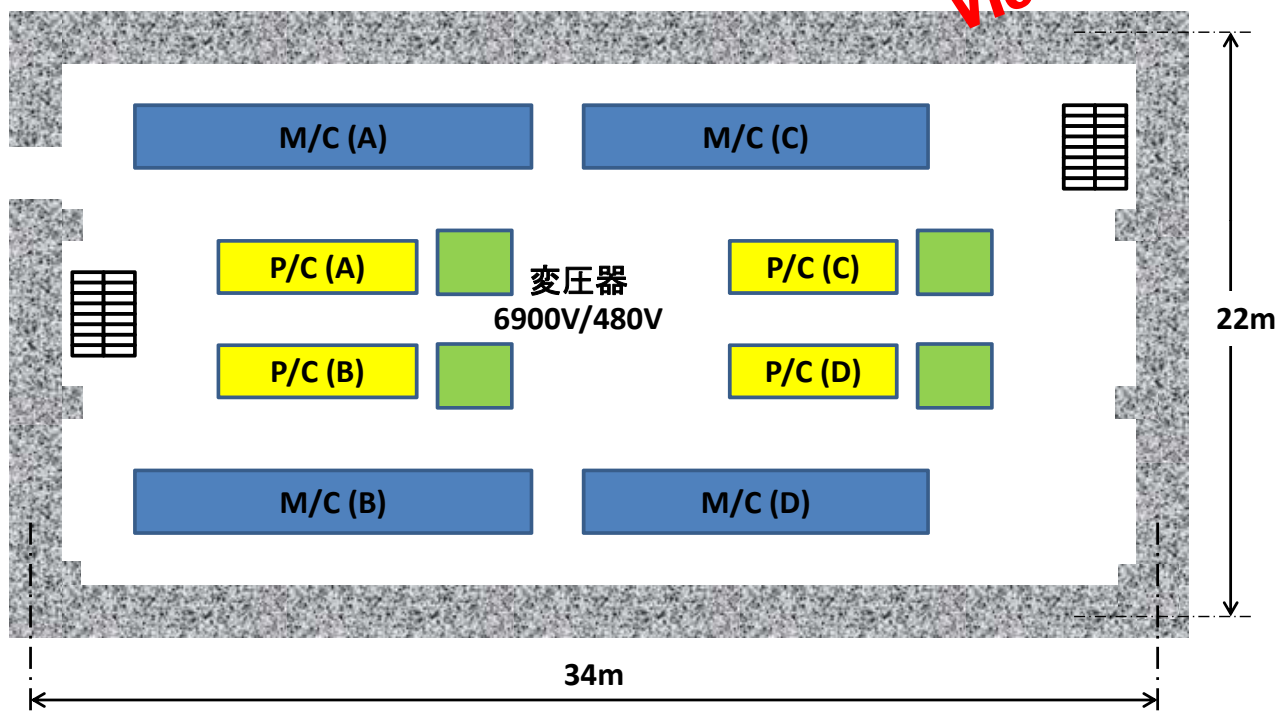 M/C (A)
M/C (C)
P/C (A)
変圧器
6900V/480V
P/C (C)
22m
P/C (B)
P/C (D)
M/C (B)
M/C (D)
34m